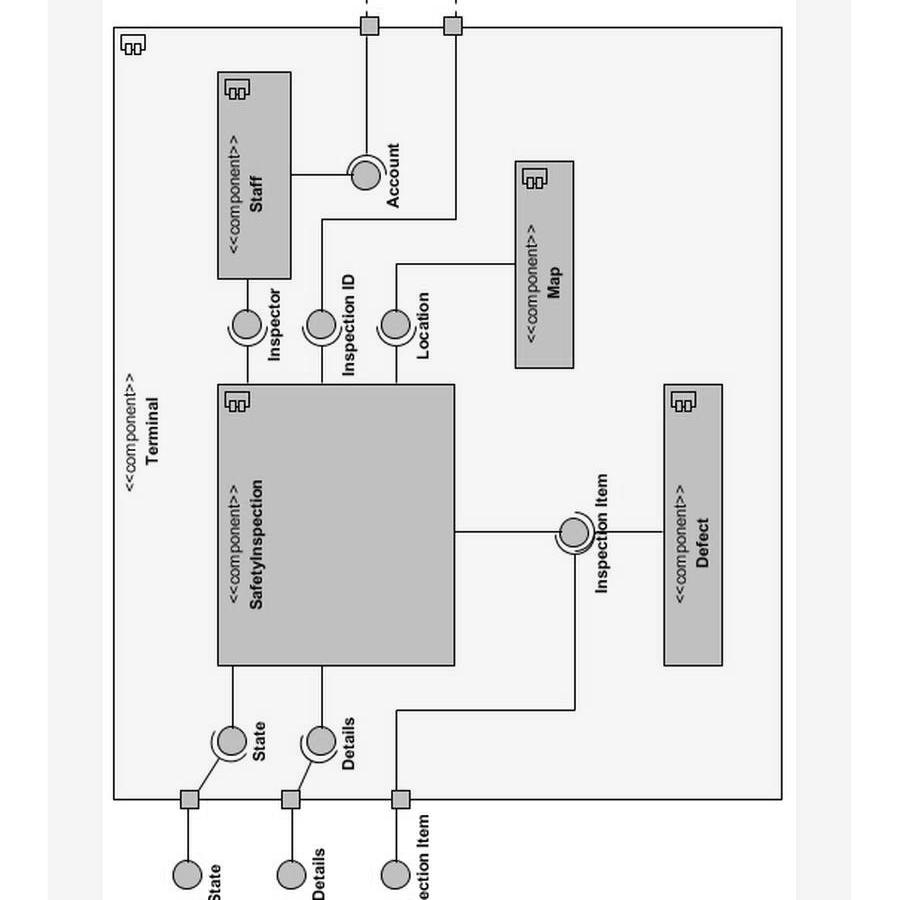 <<component>>
Terminal
<<component>>
Staff
Account
<<component>>
Map
Inspector
Inspection ID
Location
<<component>>
SafetyInspection
Inspection Item
<<component>>
Defect
State
Details
State
Details
ection Item